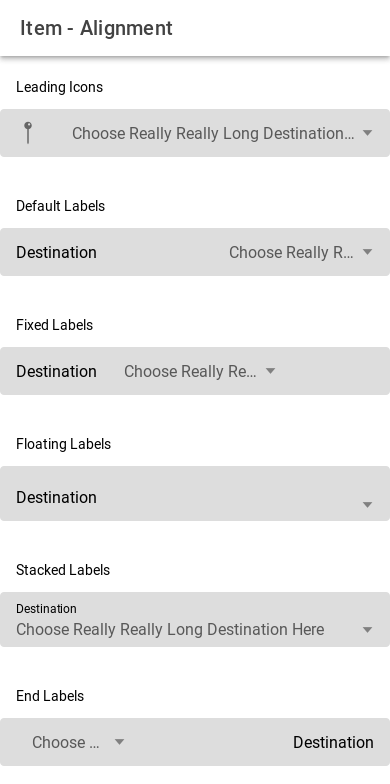 Item - Alignment
Leading Icons
Choose Really Really Long Destination...
Default Labels
Destination Choose Really R...
Fixed Labels
Destination Choose Really Re...
Floating Labels
Destination
Stacked Labels
Destination
Choose Really Really Long Destination Here
End Labels
Choose ... Destination